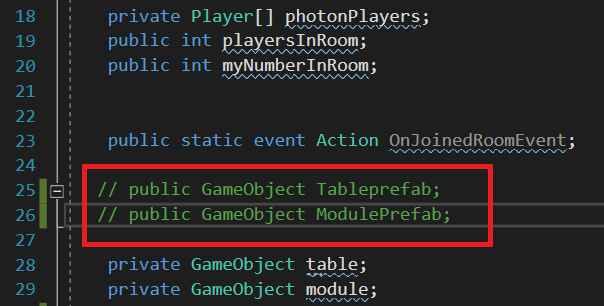 18 private Player[] photonPlayers;
19 public int playersInRoom;
20 public int myNumberInRoom;
21
22
23 public static event Action OnJoinedRoomEvent;
24
25 // public GameObject Tableprefab;
26 // public GameObject ModulePrefab;
27
28 private GameObject table;
29 private GameObject module;